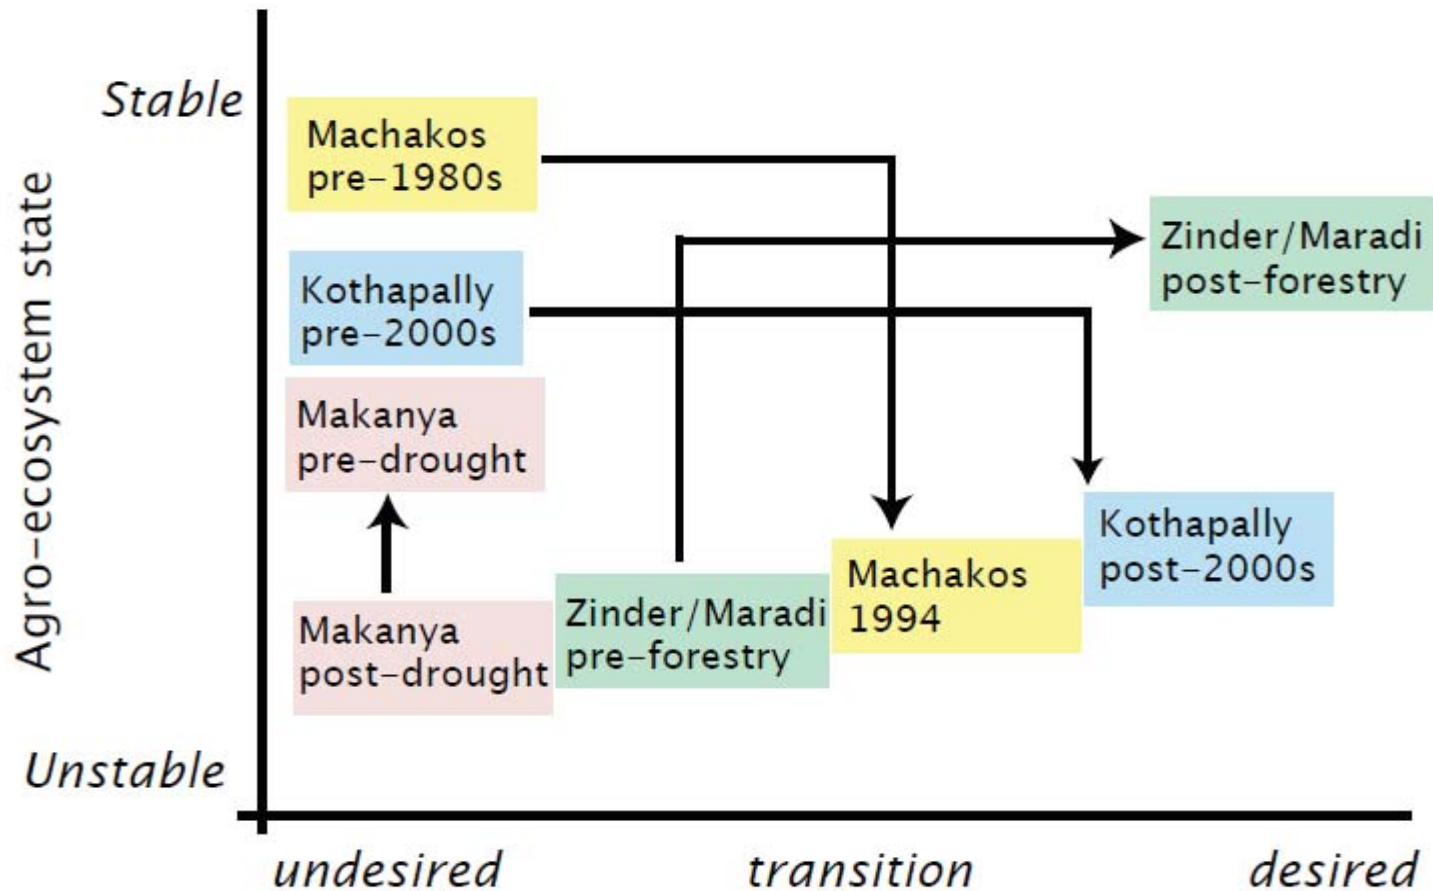 Stable
Agro-ecosystem state
Unstable
Machakos
pre-1980s
Kothapally
pre-2000s
Makanya
pre-drought
Makanya
post-drought
Zinder/Maradi
pre-forestry
Machakos
1994
Kothapally
post-2000s
Zinder/Maradi
post-forestry
undesired
transition
desired